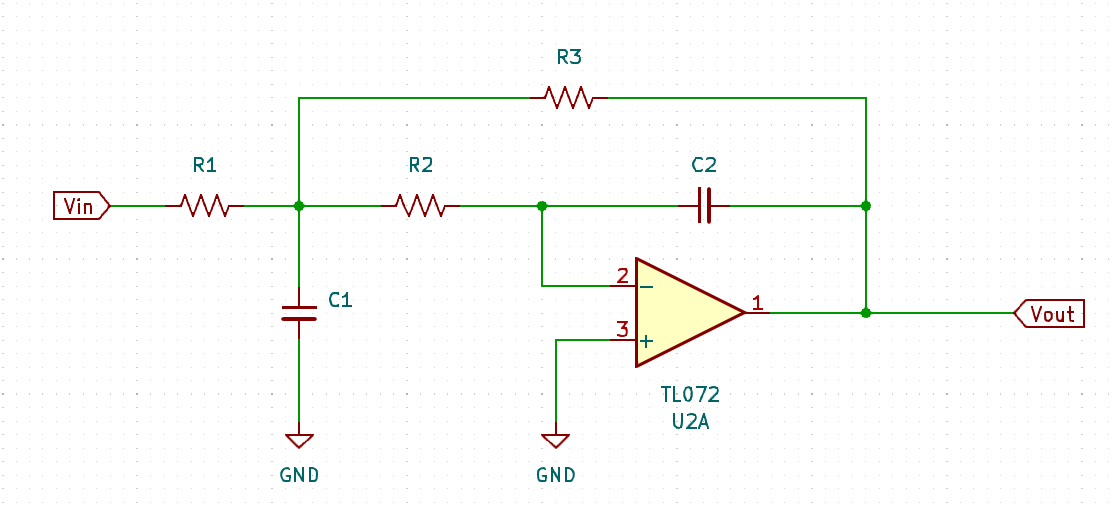 R3
R1
R2
C2
Vin
2
−
C1
1
Vout
3
+
TL072
U2A
GND
GND